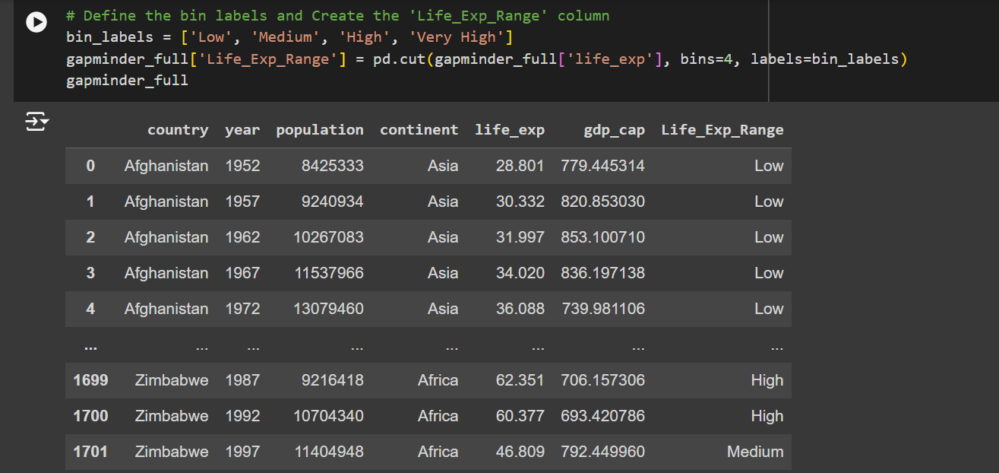 # Define the bin labels and Create the 'Life_Exp_Range' column
bin_labels = ['Low', 'Medium', 'High', 'Very High']
gapminder_full['Life_Exp_Range'] = pd.cut(gapminder_full['life_exp'], bins=4, labels=bin_labels)
gapminder_full
country year population continent life_exp gdp_cap Life_Exp_Range
0 Afghanistan 1952 8425333 Asia 28.801 779.445314 Low
1 Afghanistan 1957 9240934 Asia 30.332 820.853030 Low
2 Afghanistan 1962 10267083 Asia 31.997 853.100710 Low
3 Afghanistan 1967 11537966 Asia 34.020 836.197138 Low
4 Afghanistan 1972 13079460 Asia 36.088 739.981106 Low
... ... ... ... ... ... ... ...
1699 Zimbabwe 1987 9216418 Africa 62.351 706.157306 High
1700 Zimbabwe 1992 10704340 Africa 60.377 693.420786 High
1701 Zimbabwe 1997 11404948 Africa 46.809 792.449960 Medium